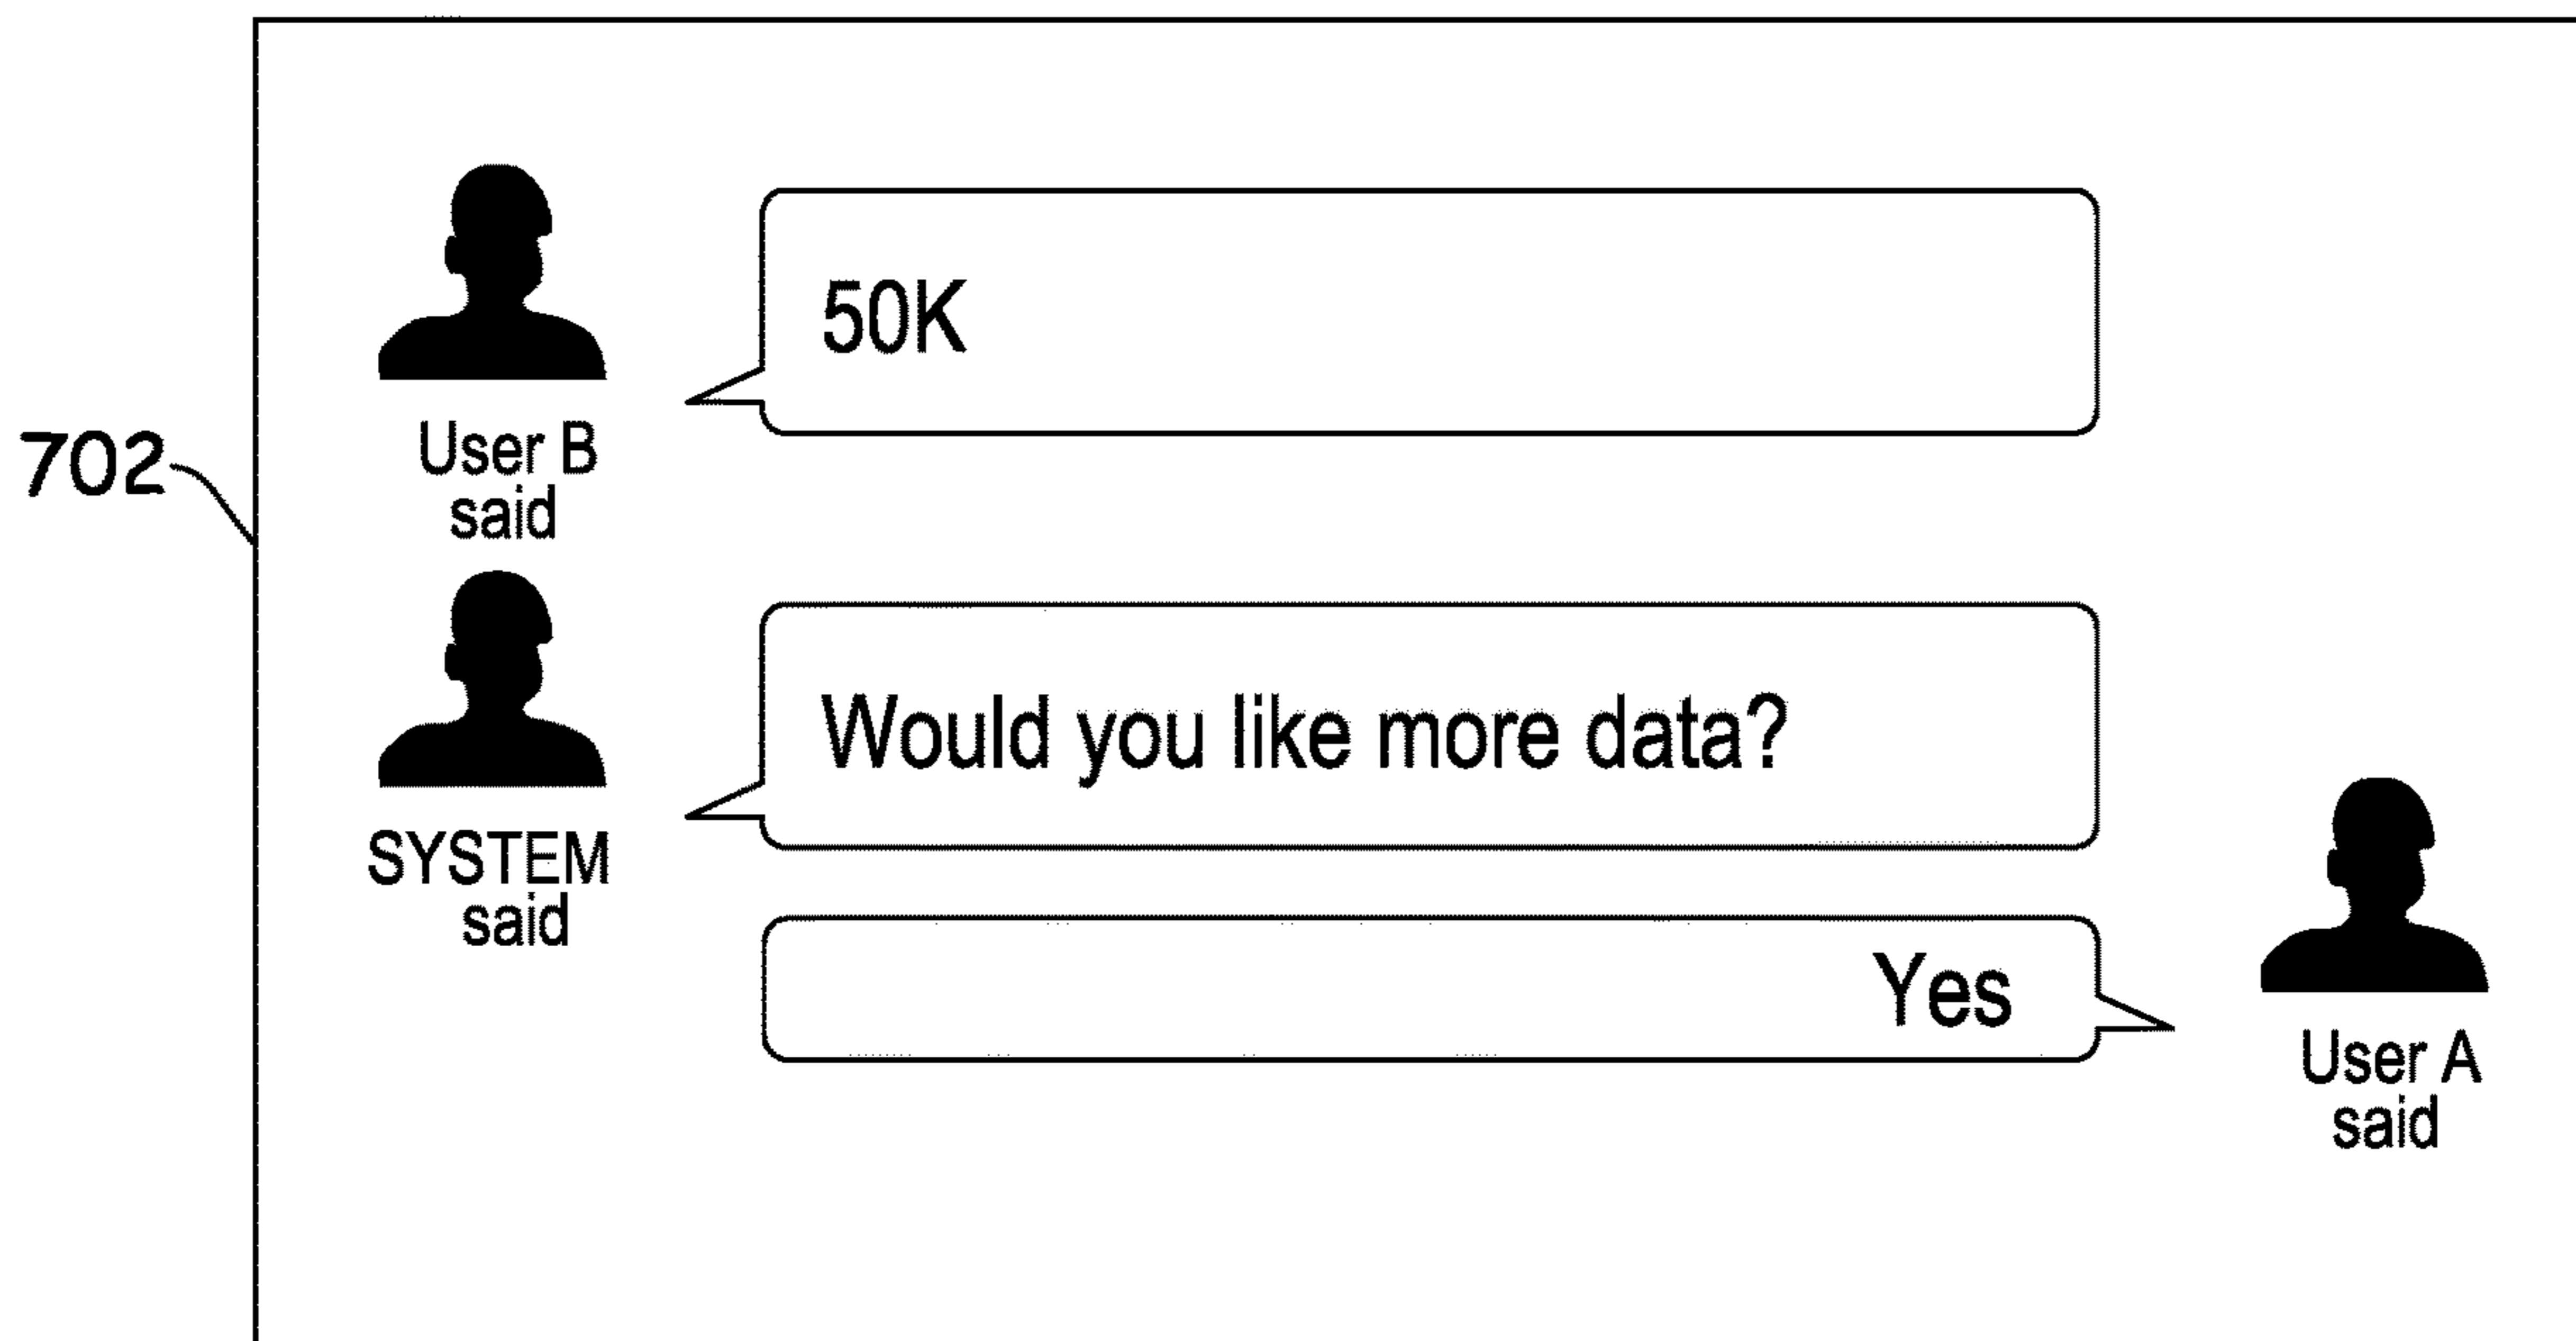 50K
702
User B
said
Would you like more data?
SYSTEM
said
Yes
User A
said